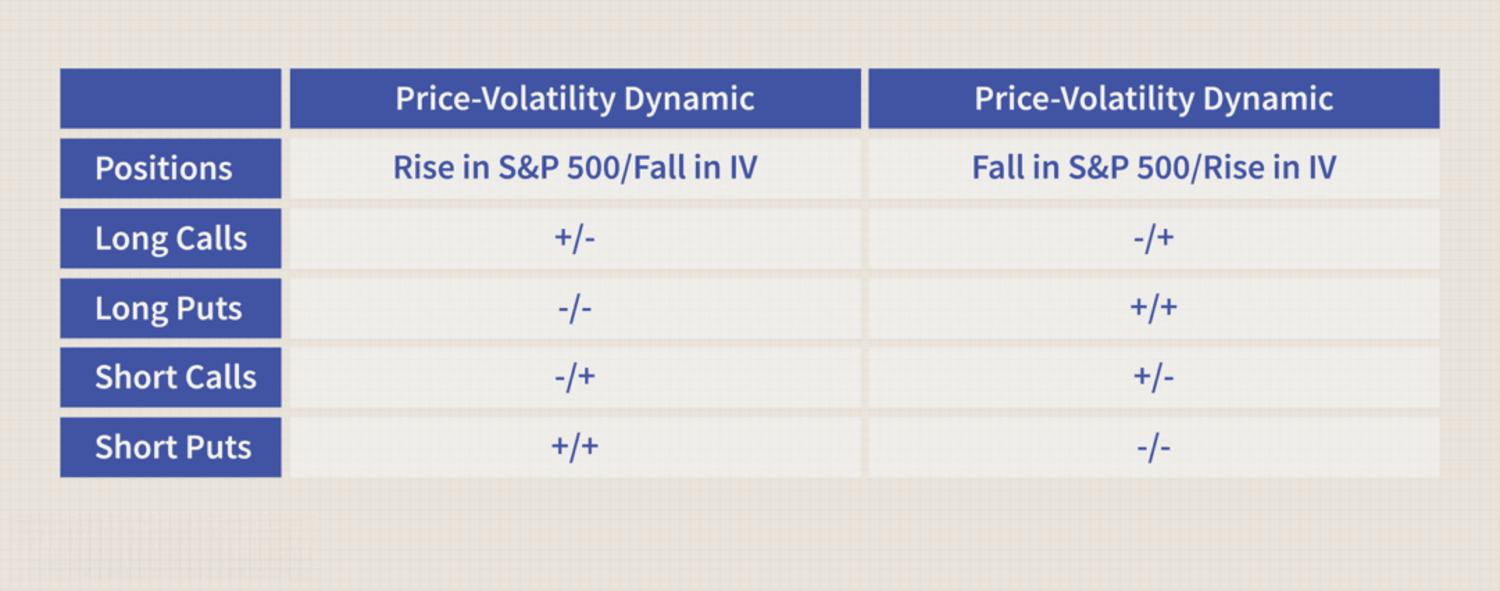 Price-Volatility Dynamic Price-Volatility Dynamic
Positions Rise in S&P 500/Fall in IV Fall in S&P 500/Rise in IV
Long Calls +/- -/+
Long Puts -/- +/+
Short Calls -/+ +/-
Short Puts +/+ -/-